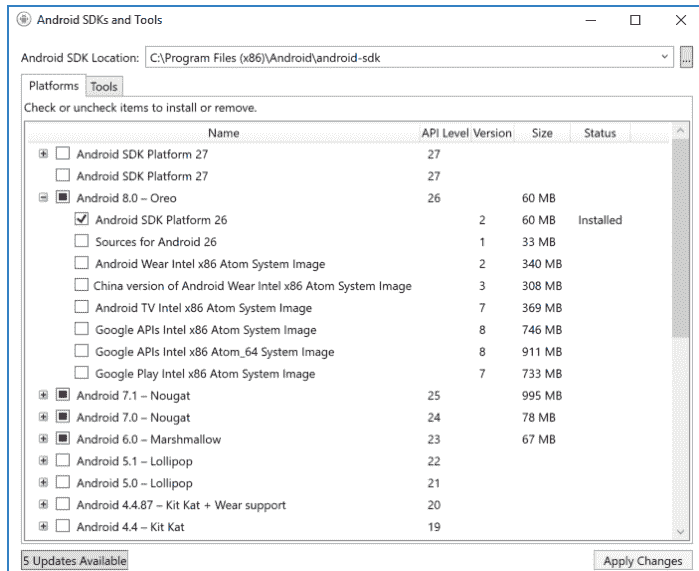 Android SDKs and Tools
Android SDK Location: C:\Program Files (x86)\Android\android-sdk ...
Platforms Tools
Check or uncheck items to install or remove.
Name API Level Version Size Status
Android SDK Platform 27 27
Android SDK Platform 27 27
Android 8.0 – Oreo 26 60 MB
Android SDK Platform 26 2 60 MB Installed
Sources for Android 26 1 33 MB
Android Wear Intel x86 Atom System Image 2 340 MB
China version of Android Wear Intel x86 Atom System Image 3 308 MB
Android TV Intel x86 Atom System Image 7 369 MB
Google APIs Intel x86 Atom System Image 8 746 MB
Google APIs Intel x86 Atom_64 System Image 8 911 MB
Google Play Intel x86 Atom System Image 7 733 MB
Android 7.1 – Nougat 25 995 MB
Android 7.0 – Nougat 24 78 MB
Android 6.0 – Marshmallow 23 67 MB
Android 5.1 – Lollipop 22
Android 5.0 – Lollipop 21
Android 4.4.87 – Kit Kat + Wear support 20
Android 4.4 – Kit Kat 19
5 Updates Available Apply Changes